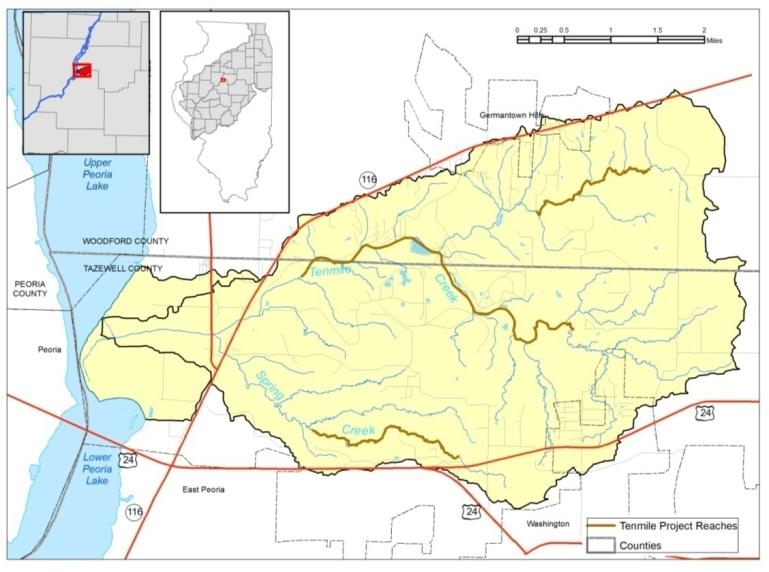 0 0.25 0.5 1 1.5 2
Miles
Germantown Hills
116
Upper
Peoria
Lake
WOODFORD COUNTY
TAZEWELL COUNTY
PEORIA
COUNTY
Tenmile
Creek
Peoria
Spring
Creek
24
24
Lower
Peoria
Lake
East Peoria
116
24
Washington
Tenmile Project Reaches
Counties